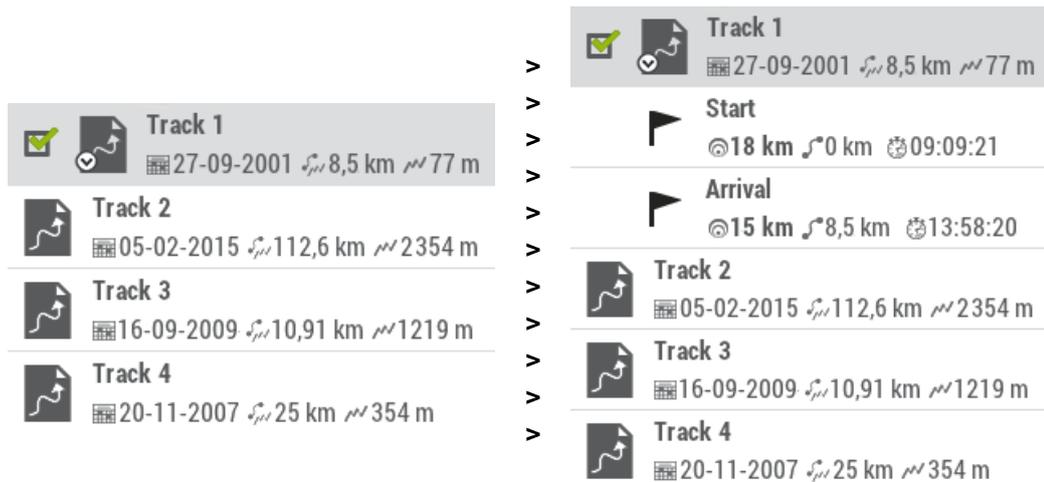 Track 1
27-09-2001 8,5 km 77 m
Track 2
05-02-2015 112,6 km 2354 m
Track 3
16-09-2009 10,91 km 1219 m
Track 4
20-11-2007 25 km 354 m
>
>
>
>
>
>
>
>
>
>
>
Track 1
27-09-2001 8,5 km 77 m
Start
18 km 0 km 09:09:21
Arrival
15 km 8,5 km 13:58:20
Track 2
05-02-2015 112,6 km 2354 m
Track 3
16-09-2009 10,91 km 1219 m
Track 4
20-11-2007 25 km 354 m